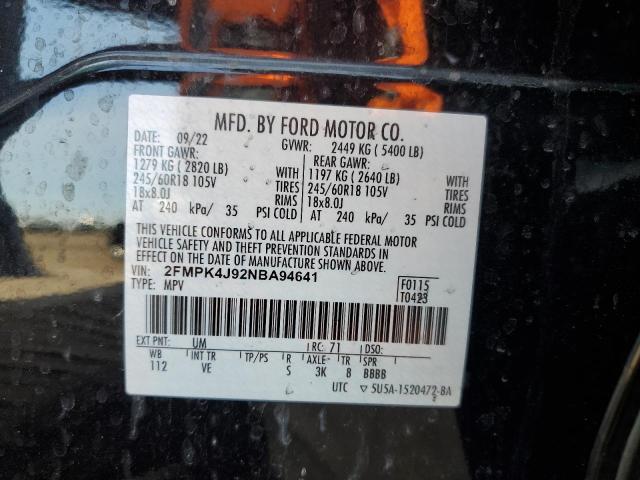 MFD. BY FORD MOTOR CO.
DATE: 09/22 GVWR: 2449 KG ( 5400 LB)
FRONT GAWR: REAR GAWR:
1279 KG ( 2820 LB) WITH 1197 KG ( 2640 LB) WITH
245/60R18 105V TIRES 245/60R18 105V TIRES
18x8.0J RIMS 18x8.0J RIMS
AT 240 kPa/ 35 PSI COLD AT 240 kPa/ 35 PSI COLD
THIS VEHICLE CONFORMS TO ALL APPLICABLE FEDERAL MOTOR
VEHICLE SAFETY AND THEFT PREVENTION STANDARDS IN
EFFECT ON THE DATE OF MANUFACTURE SHOWN ABOVE.
VIN: 2FMPK4J92NBA94641 F0115
TYPE: MPV T0423
EXT PNT: UM RC: 71 DSO:
WB INT TR TP/PS R AXLE TR SPR
112 VE S 3K 8 BBBB
UTC 5U5A-1520472-BA